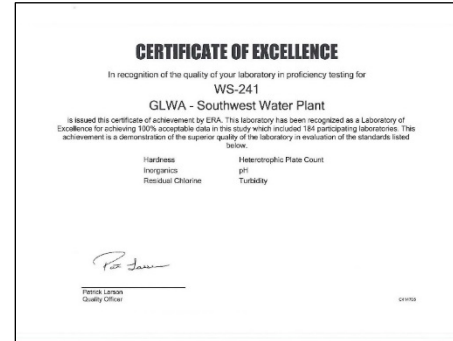 CERTIFICATE OF EXCELLENCE
In recognition of the quality of your laboratory in proficiency testing for
WS-241
GLWA - Southwest Water Plant
is issued this certificate of achievement by ERA. This laboratory has been recognized as a Laboratory of
Excellence for achieving 100% acceptable data in this study which included 184 participating laboratories. This
achievement is a demonstration of the superior quality of the laboratory in evaluation of the standards listed
below.
Hardness Heterotrophic Plate Count
Inorganics pH
Residual Chlorine Turbidity
Patrick Larson
Quality Officer